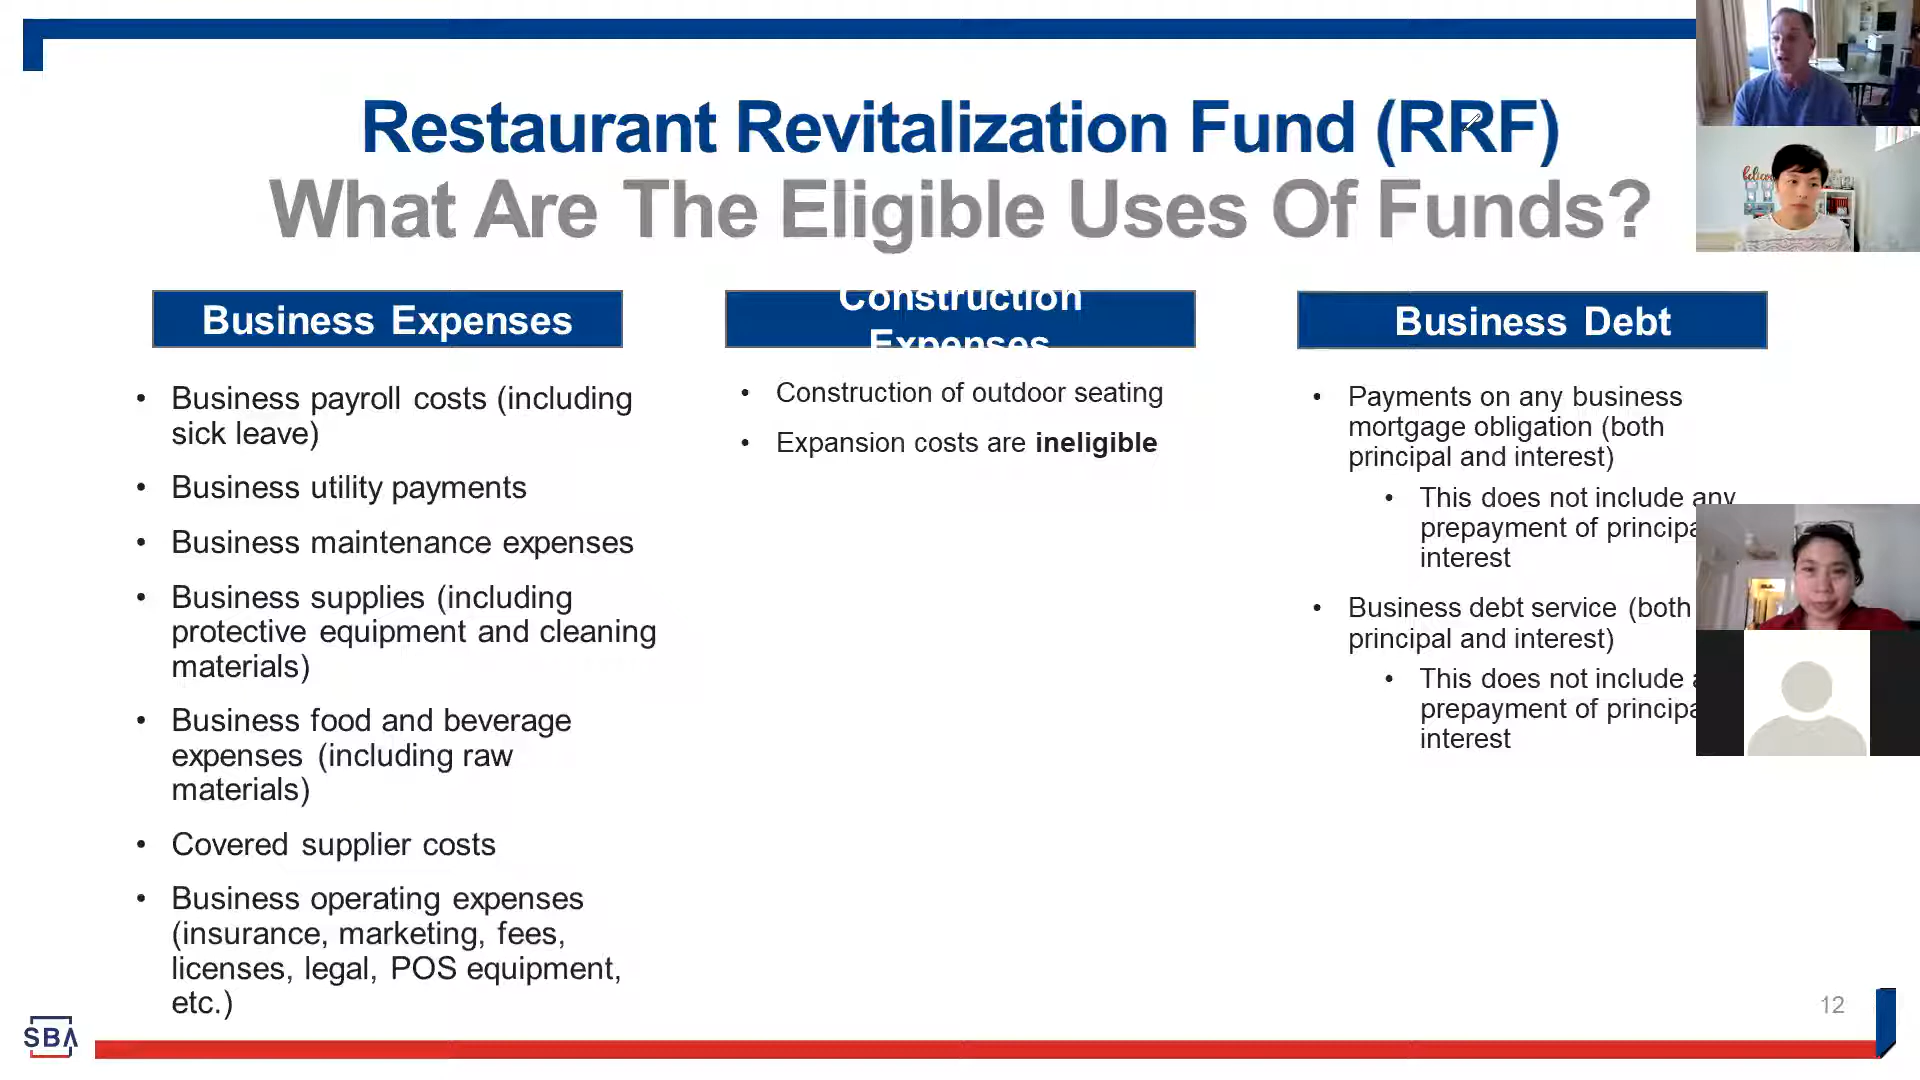 Restaurant Revitalization Fund (RRF)
What Are The Eligible Uses Of Funds?
Business Expenses
• Business payroll costs (including
sick leave)
• Business utility payments
• Business maintenance expenses
• Business supplies (including
protective equipment and cleaning
materials)
• Business food and beverage
expenses (including raw
materials)
• Covered supplier costs
• Business operating expenses
(insurance, marketing, fees,
licenses, legal, POS equipment,
etc.)
Construction
Expenses
• Construction of outdoor seating
• Expansion costs are ineligible
Business Debt
• Payments on any business
mortgage obligation (both
principal and interest)
• This does not include any
prepayment of
interest
• Business debt service (both
principal and interest)
• This does not include
prepayment of
interest
SBA
12